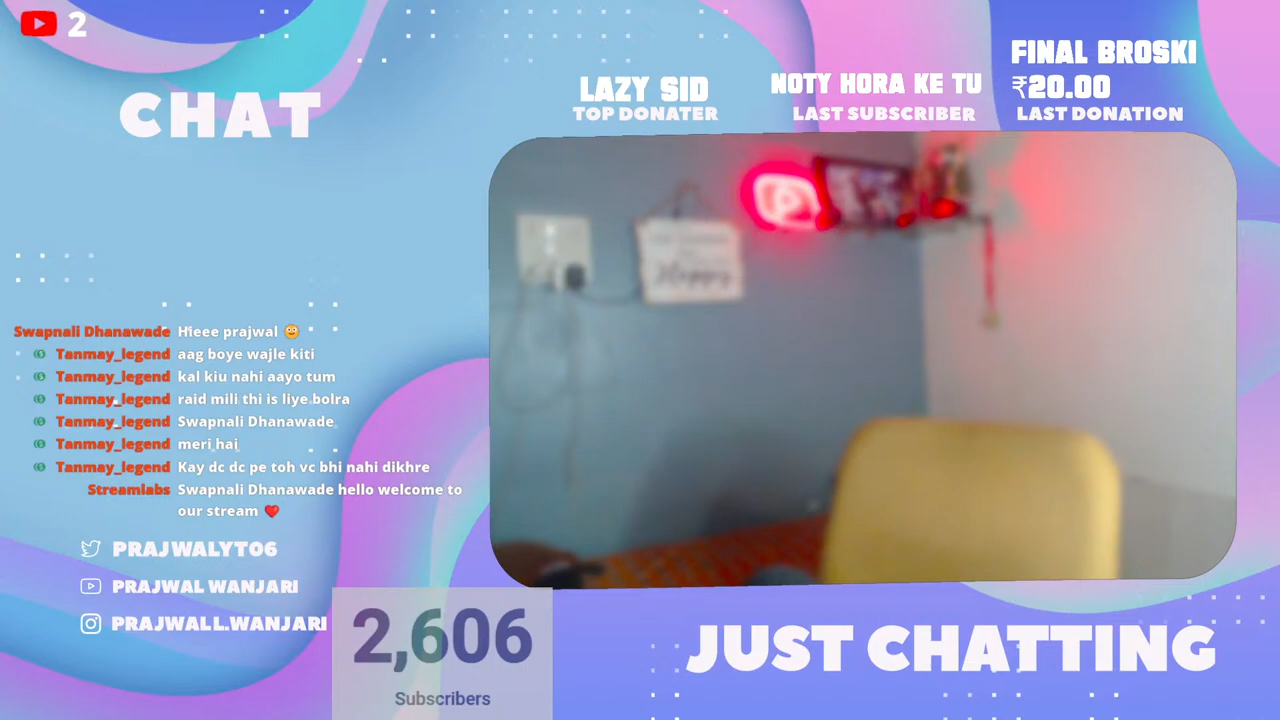 2
CHAT
LAZY SID
TOP DONATER
NOTY HORA KE TU
LAST SUBSCRIBER
FINAL BROSKI
₹20.00
LAST DONATION
Happy
Swapnali Dhanawade Hieee prajwal
Tanmay_legend aag boye wajle kiti
Tanmay_legend kal kiu nahi aayo tum
Tanmay_legend raid mili thi is liye bolra
Tanmay_legend Swapnali Dhanawade
Tanmay_legend meri hai
Tanmay_legend Kay dc dc pe toh vc bhi nahi dikhre
Streamlabs Swapnali Dhanawade hello welcome to
our stream ❤️
PRAJWALYT06
PRAJWAL WANJARI
PRAJWALL.WANJARI
2,606
Subscribers
JUST CHATTING